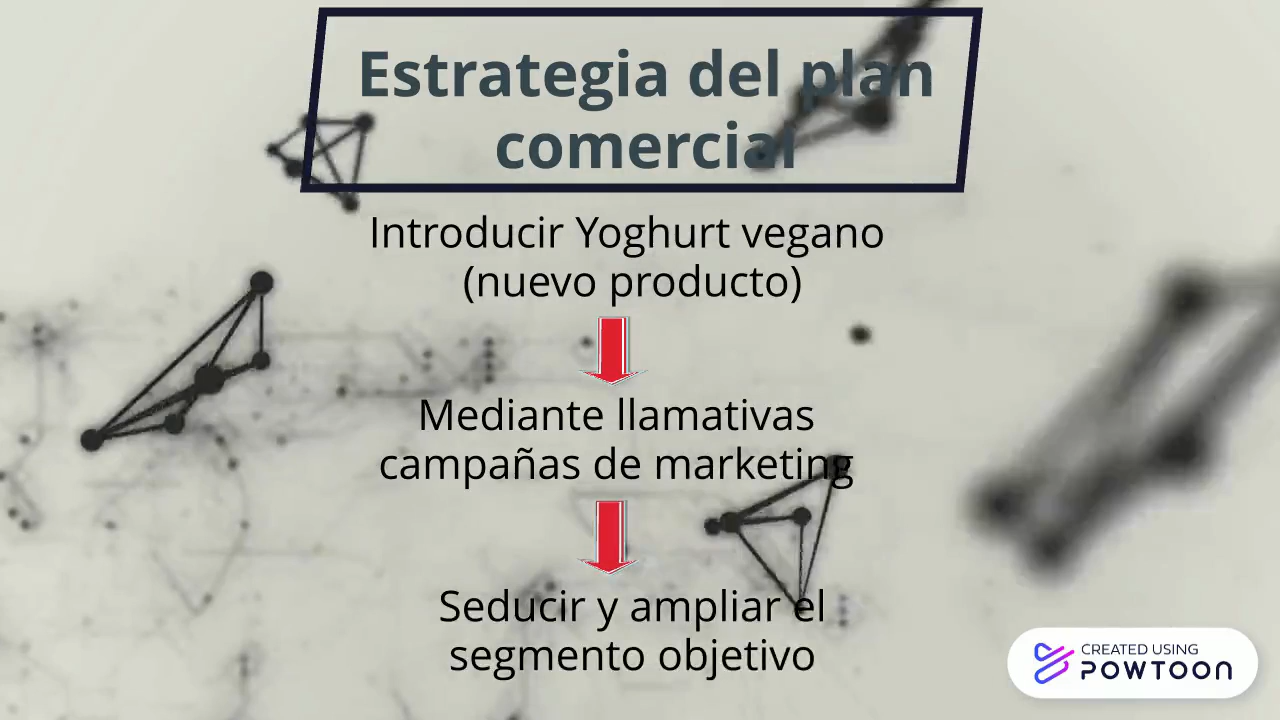 Estrategia del plan
comercial
Introducir Yoghurt vegano
(nuevo producto)
Mediante llamativas
campañas de marketing
Seducir y ampliar el
segmento objetivo
CREATED USING
POWTOON